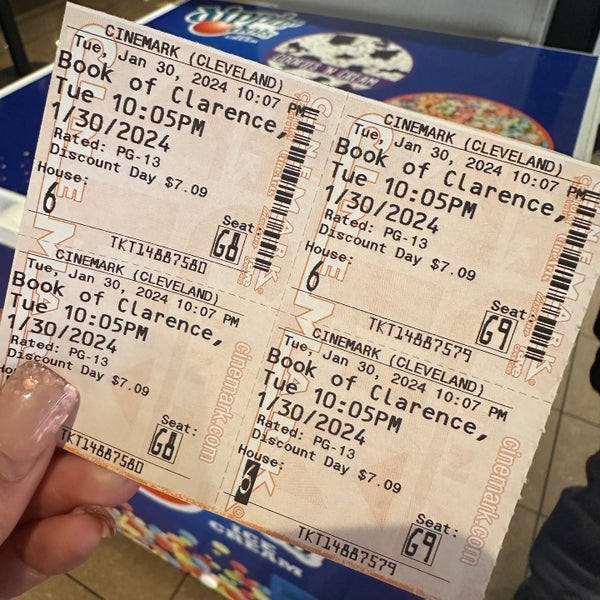 CINEMARK (CLEVELAND)
Tue, Jan 30, 2024 10:07 PM
Book of Clarence,
Tue 10:05PM
1/30/2024
Rated: PG-13
Discount Day $7.09
House:
6
Seat:
G8
TKT14887580
CINEMARK (CLEVELAND)
Tue, Jan 30, 2024 10:07 PM
Book of Clarence,
Tue 10:05PM
1/30/2024
Rated: PG-13
Discount Day $7.09
House:
6
Seat:
G9
TKT14887579
CINEMARK (CLEVELAND)
Tue, Jan 30, 2024 10:07 PM
Book of Clarence,
Tue 10:05PM
1/30/2024
Rated: PG-13
Discount Day $7.09
Seat:
G8
TKT14887580
cinemark.com
CINEMARK (CLEVELAND)
Tue, Jan 30, 2024 10:07 PM
Book of Clarence,
Tue 10:05PM
1/30/2024
Rated: PG-13
Discount Day $7.09
House:
6
Seat:
G9
TKT14887579
cinemark.com
CINEMARK
CINEMARK
ICE
CREAM